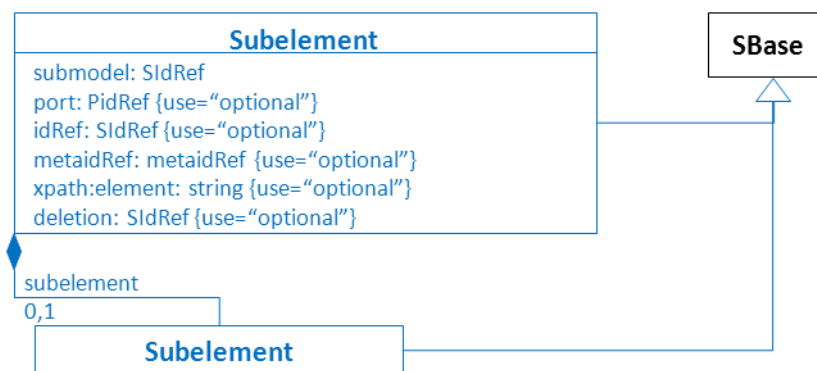 Subelement
SBase
submodel: SIdRef
port: PidRef {use=“optional”}
idRef: SIdRef {use=“optional”}
metaidRef: metaidRef {use=“optional”}
xpath:element: string {use=“optional”}
deletion: SIdRef {use=“optional”}
subelement
0,1
Subelement